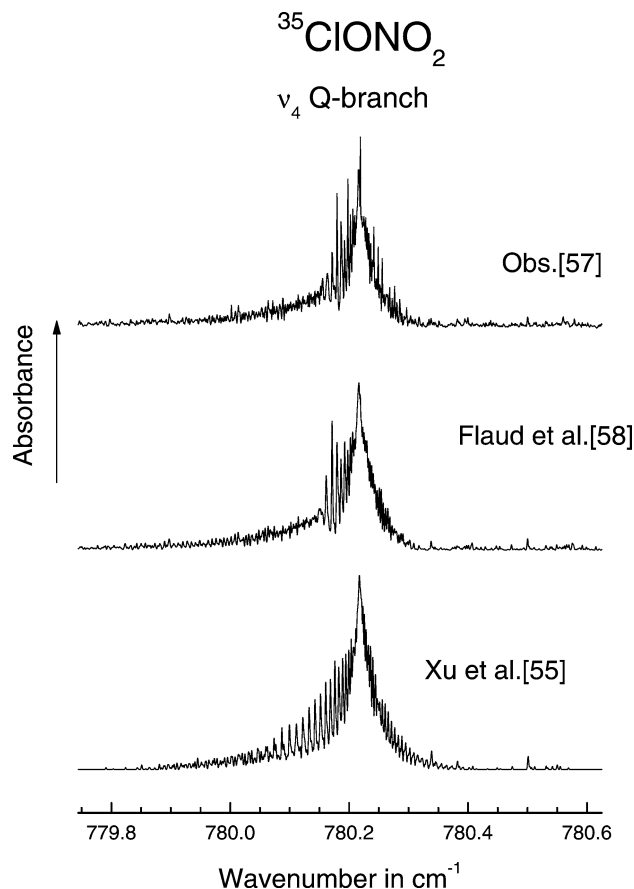 ³⁵ClONO₂
ν₄ Q-branch
Obs.[57]
Absorbance
Flaud et al.[58]
Xu et al.[55]
779.8 780.0 780.2 780.4 780.6
Wavenumber in cm⁻¹